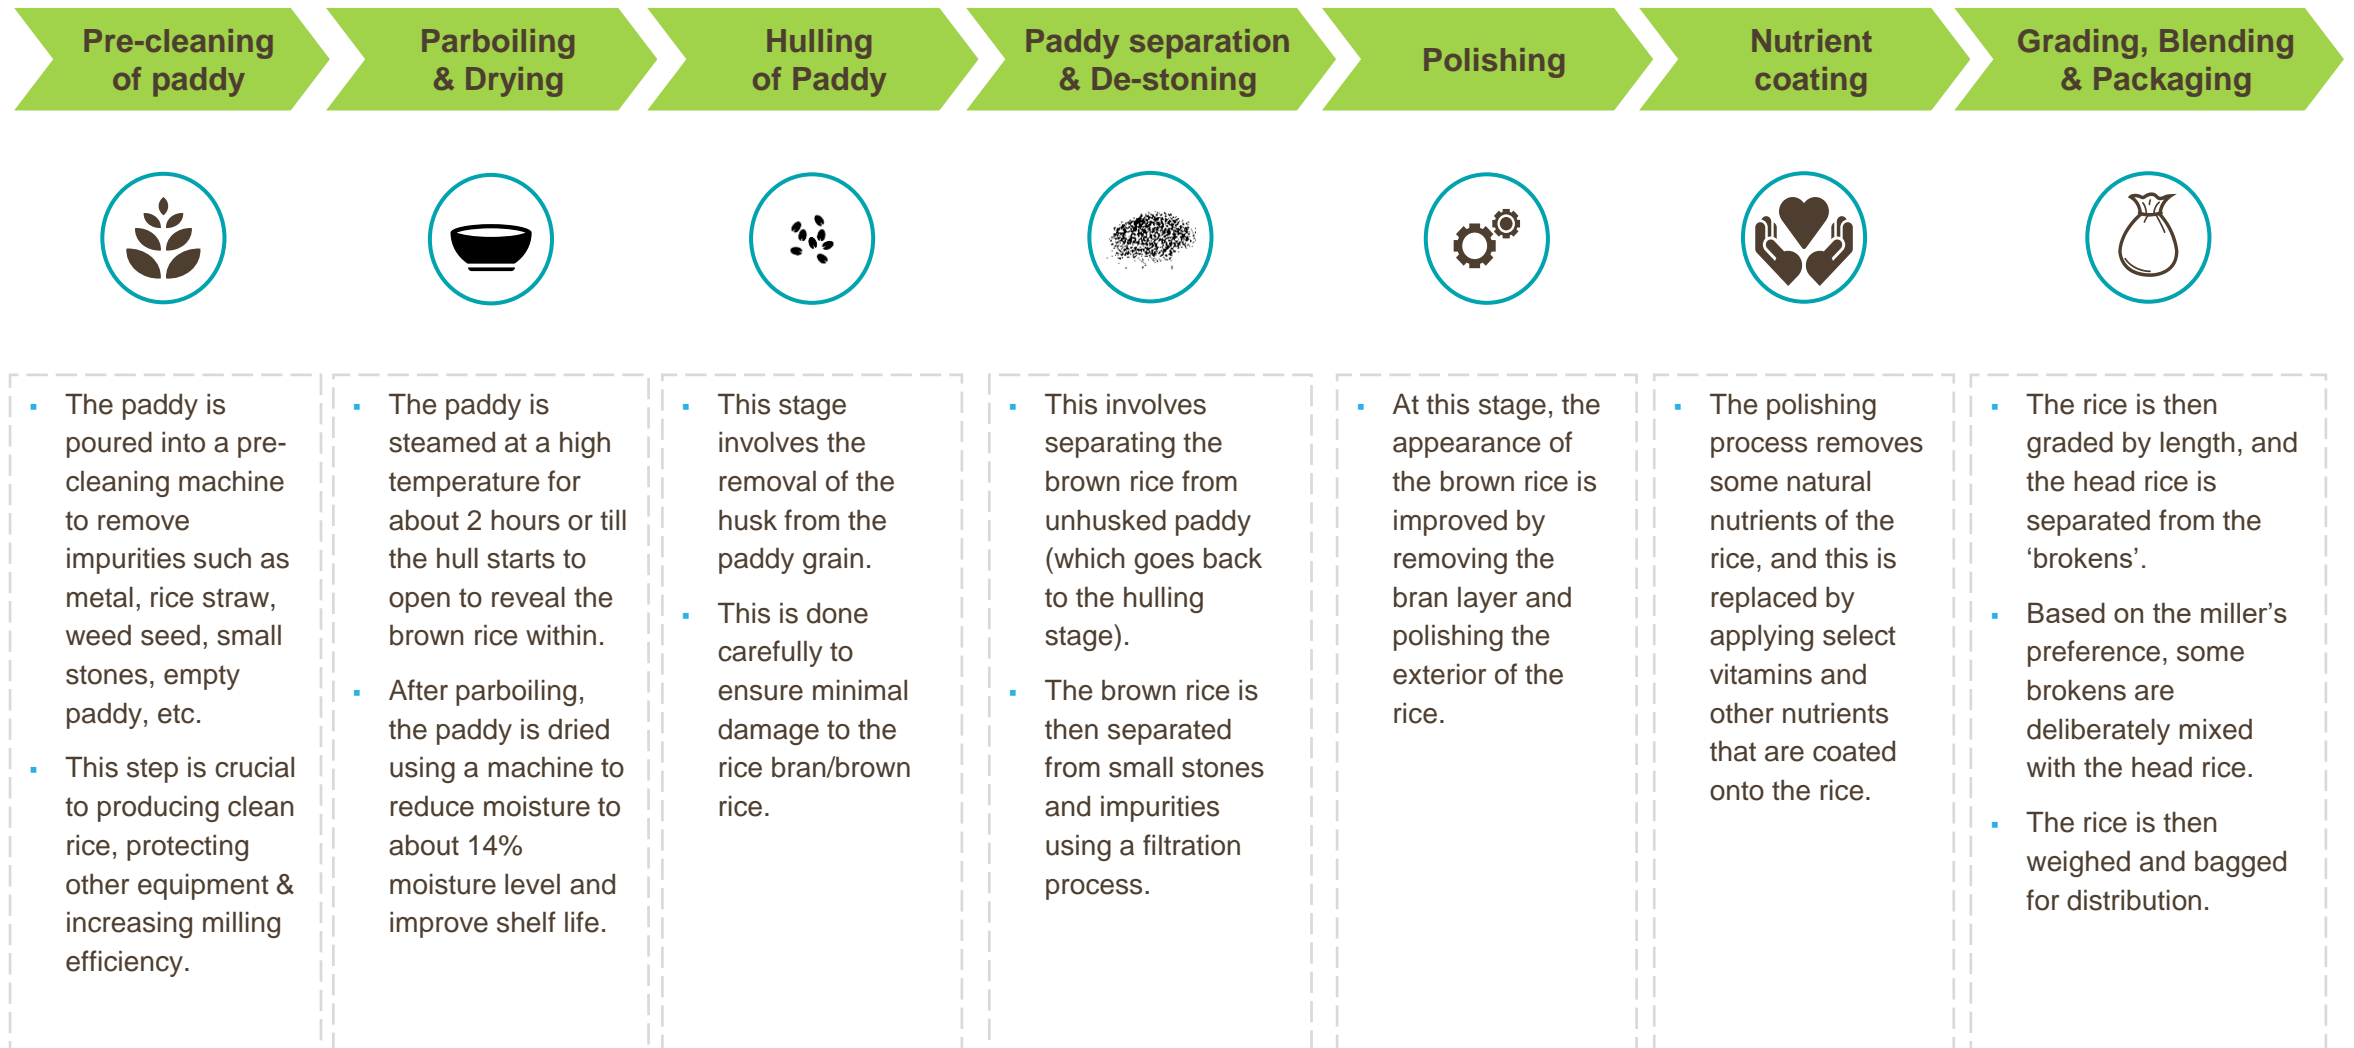 Pre-cleaning
of paddy
Parboiling
& Drying
Hulling
of Paddy
Paddy separation
& De-stoning
Polishing
Nutrient
coating
Grading, Blending
& Packaging
▪ The paddy is
poured into a pre-
cleaning machine
to remove
impurities such as
metal, rice straw,
weed seed, small
stones, empty
paddy, etc.
▪ This step is crucial
to producing clean
rice, protecting
other equipment &
increasing milling
efficiency.
▪ The paddy is
steamed at a high
temperature for
about 2 hours or till
the hull starts to
open to reveal the
brown rice within.
▪ After parboiling,
the paddy is dried
using a machine to
reduce moisture to
about 14%
moisture level and
improve shelf life.
▪ This stage
involves the
removal of the
husk from the
paddy grain.
▪ This is done
carefully to
ensure minimal
damage to the
rice bran/brown
rice.
▪ This involves
separating the
brown rice from
unhusked paddy
(which goes back
to the hulling
stage).
▪ The brown rice is
then separated
from small stones
and impurities
using a filtration
process.
▪ At this stage, the
appearance of
the brown rice is
improved by
removing the
bran layer and
polishing the
exterior of the
rice.
▪ The polishing
process removes
some natural
nutrients of the
rice, and this is
replaced by
applying select
vitamins and
other nutrients
that are coated
onto the rice.
▪ The rice is then
graded by length, and
the head rice is
separated from the
‘brokens’.
▪ Based on the miller’s
preference, some
brokens are
deliberately mixed
with the head rice.
▪ The rice is then
weighed and bagged
for distribution.